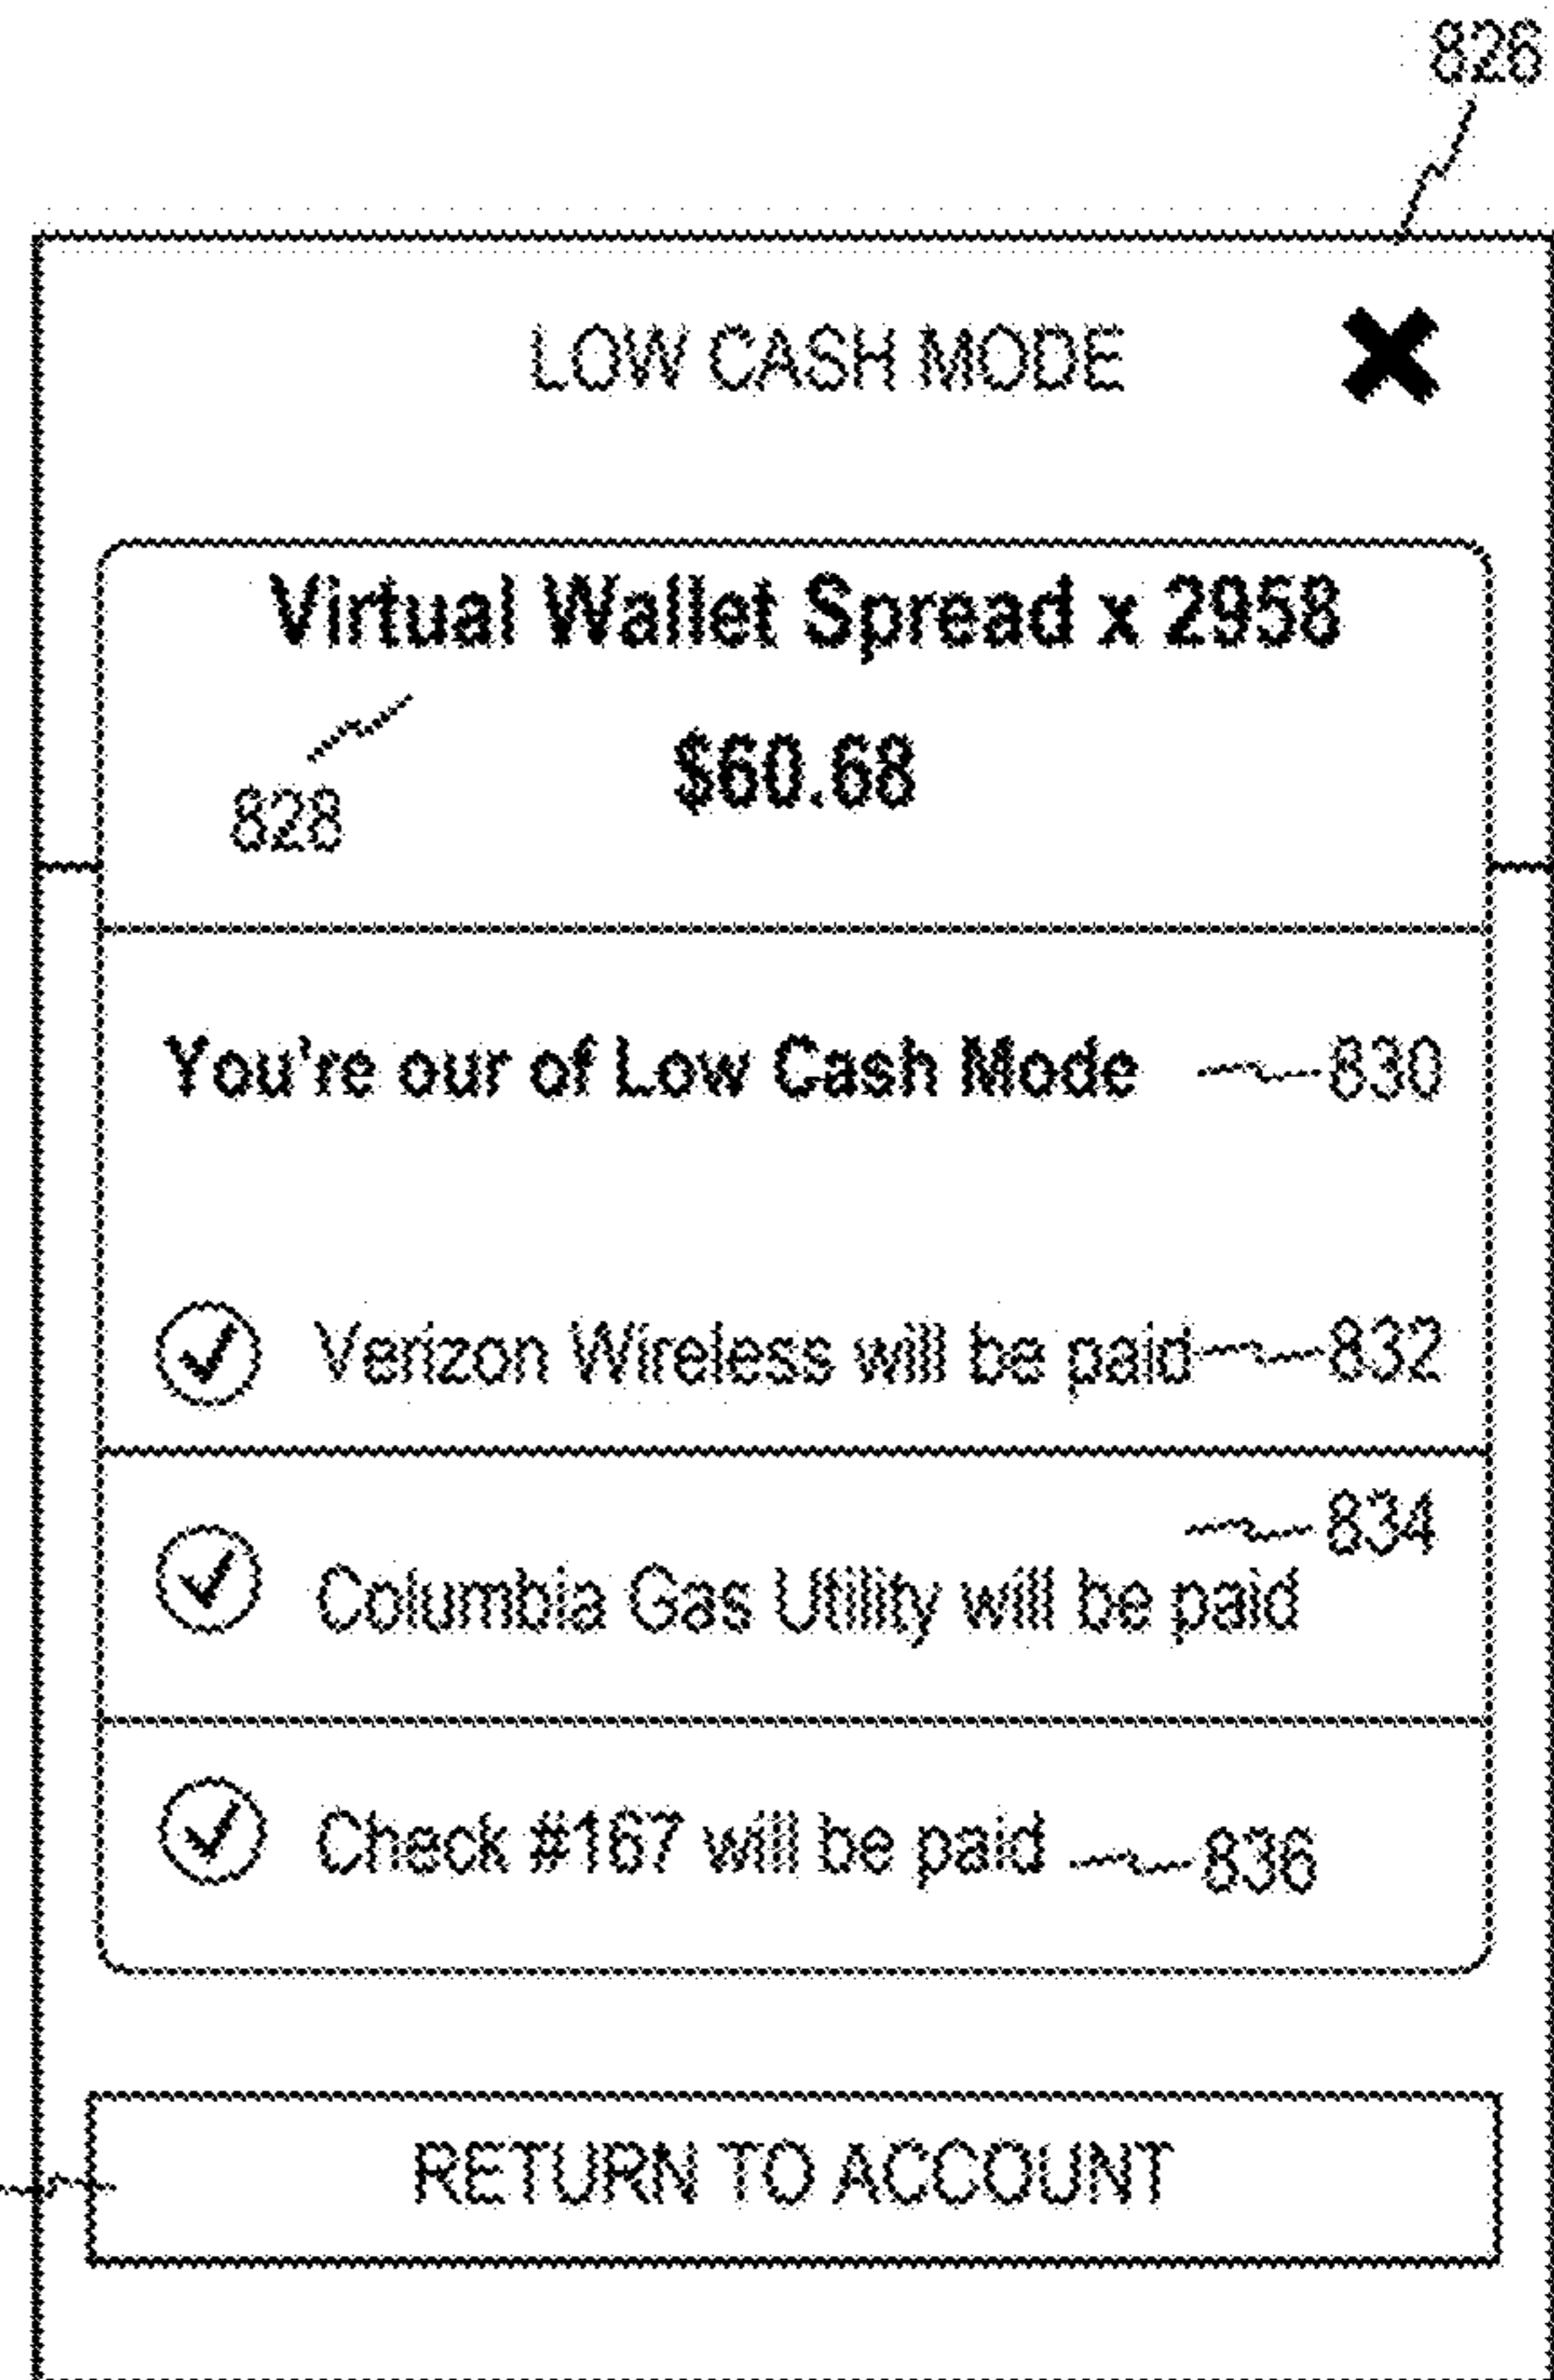 826
LOW CASH MODE
Virtual Wallet Spread x 2958
$60.68
828
You're our of Low Cash Mode 830
Verizon Wireless will be paid 832
834
Columbia Gas Utility will be paid
Check #167 will be paid 836
RETURN TO ACCOUNT